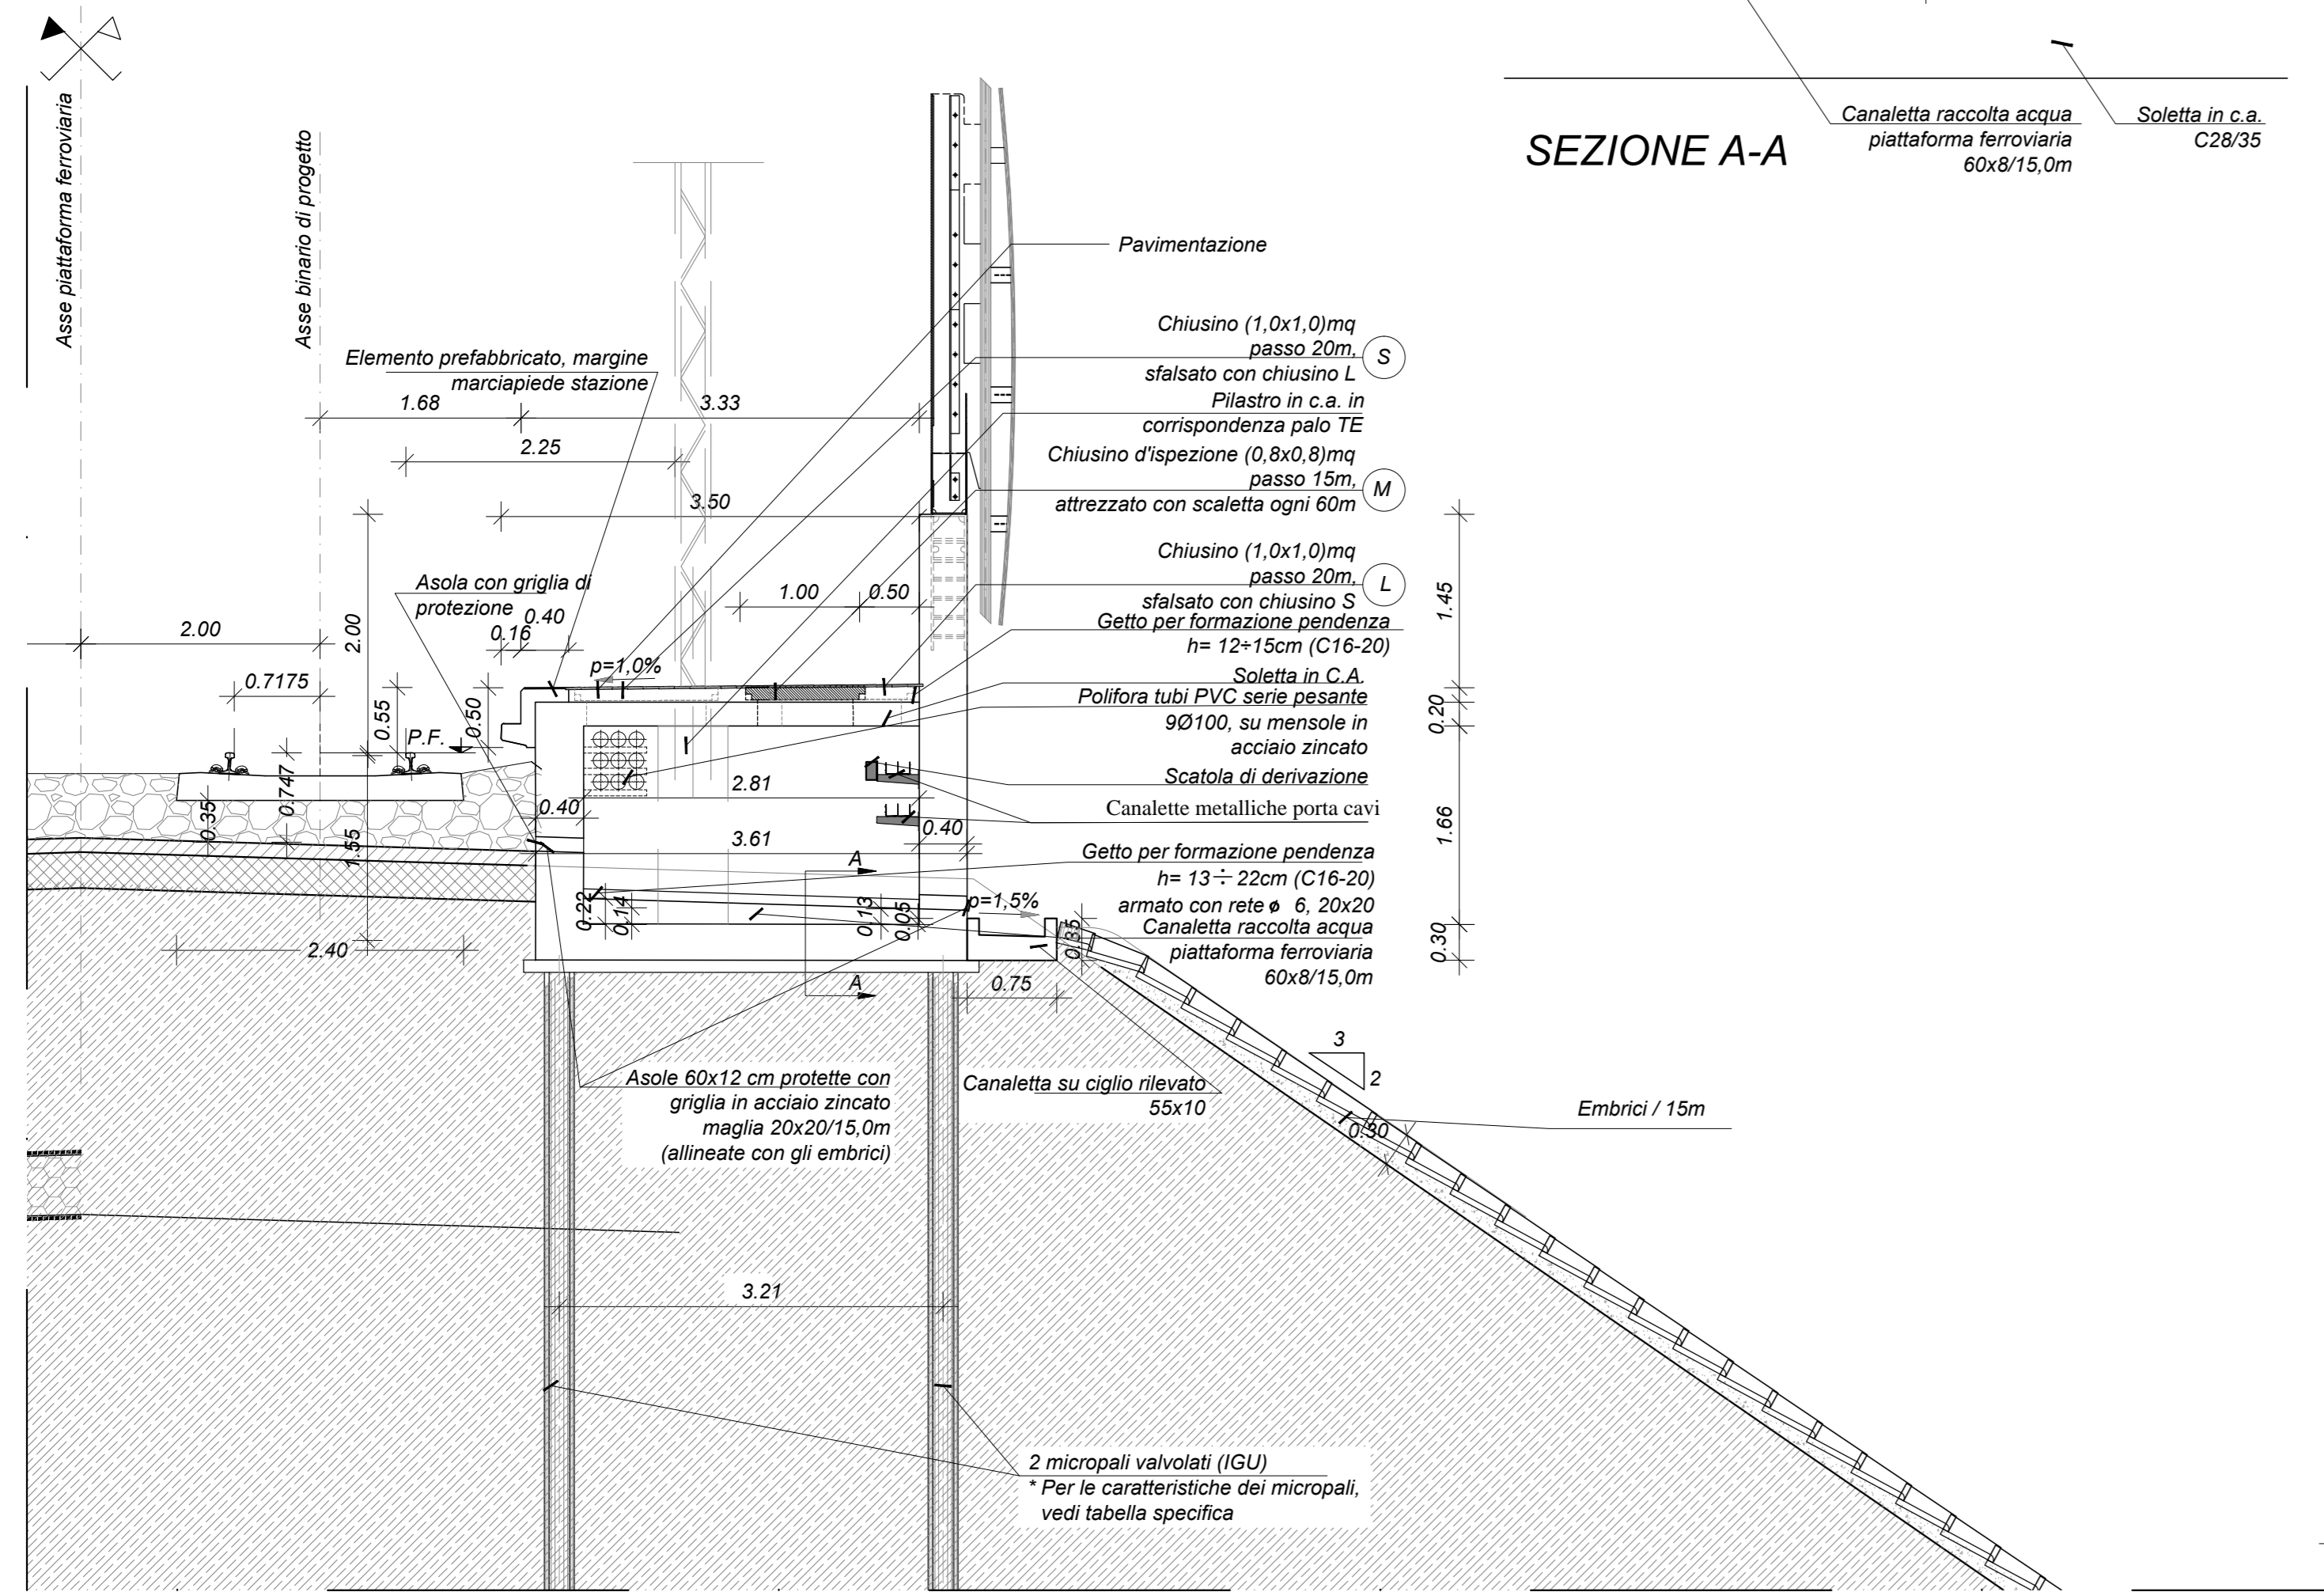 Asse piattaforma ferroviaria
Asse binario di progetto
Canaletta raccolta acqua
piattaforma ferroviaria
60x8/15,0m
Soletta in c.a.
C28/35
SEZIONE A-A
Pavimentazione
Chiusino (1,0x1,0)mq
passo 20m,
sfalsato con chiusino L
S
Pilastro in c.a. in
corrispondenza palo TE
Chiusino d'ispezione (0,8x0,8)mq
passo 15m,
attrezzato con scaletta ogni 60m
M
Chiusino (1,0x1,0)mq
passo 20m,
sfalsato con chiusino S
L
Getto per formazione pendenza
h= 12÷15cm (C16-20)
Soletta in C.A.
Polifora tubi PVC serie pesante
9Ø100, su mensole in
acciaio zincato
Scatola di derivazione
Canalette metalliche porta cavi
Getto per formazione pendenza
h= 13÷ 22cm (C16-20)
armato con rete ø 6, 20x20
Canaletta raccolta acqua
piattaforma ferroviaria
60x8/15,0m
Elemento prefabbricato, margine
marciapiede stazione
1.68
3.33
2.25
3.50
Asola con griglia di
protezione
0.40
0.16
1.00
0.50
2.00
2.00
0.7175
p=1,0%
0.55
0.50
P.F.
0.747
0.35
1.55
0.40
2.81
3.61
0.40
A
A
0.22
0.14
0.13
0.05
p=1,5%
0.35
2.40
0.75
1.45
0.20
1.66
0.30
Asole 60x12 cm protette con
griglia in acciaio zincato
maglia 20x20/15,0m
(allineate con gli embrici)
Canaletta su ciglio rilevato
55x10
3
2
Embrici / 15m
0.30
3.21
2 micropali valvolati (IGU)
* Per le caratteristiche dei micropali,
vedi tabella specifica